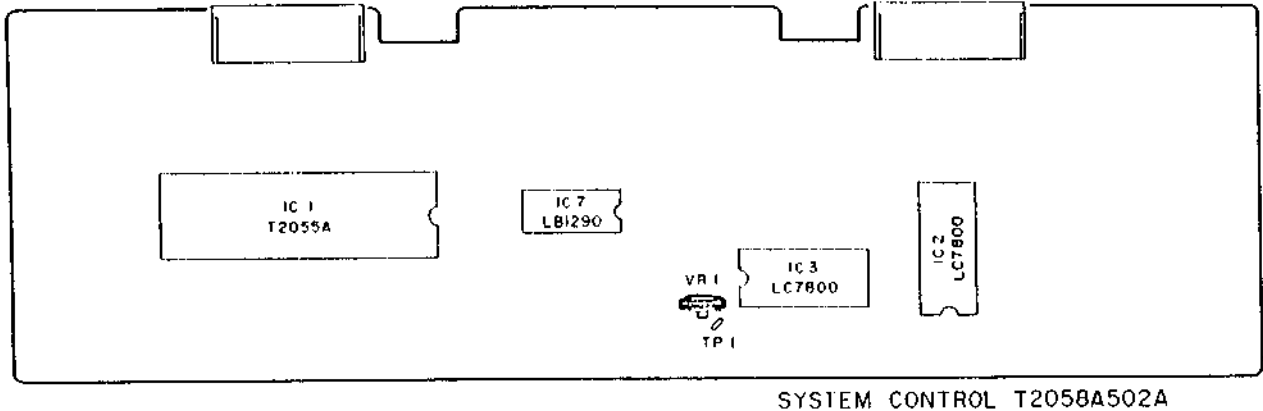 IC 1
T2055A
IC 7
LB1290
IC 2
LC7800
IC 3
LC7800
VR 1
TP 1
SYSTEM CONTROL T2058A502A